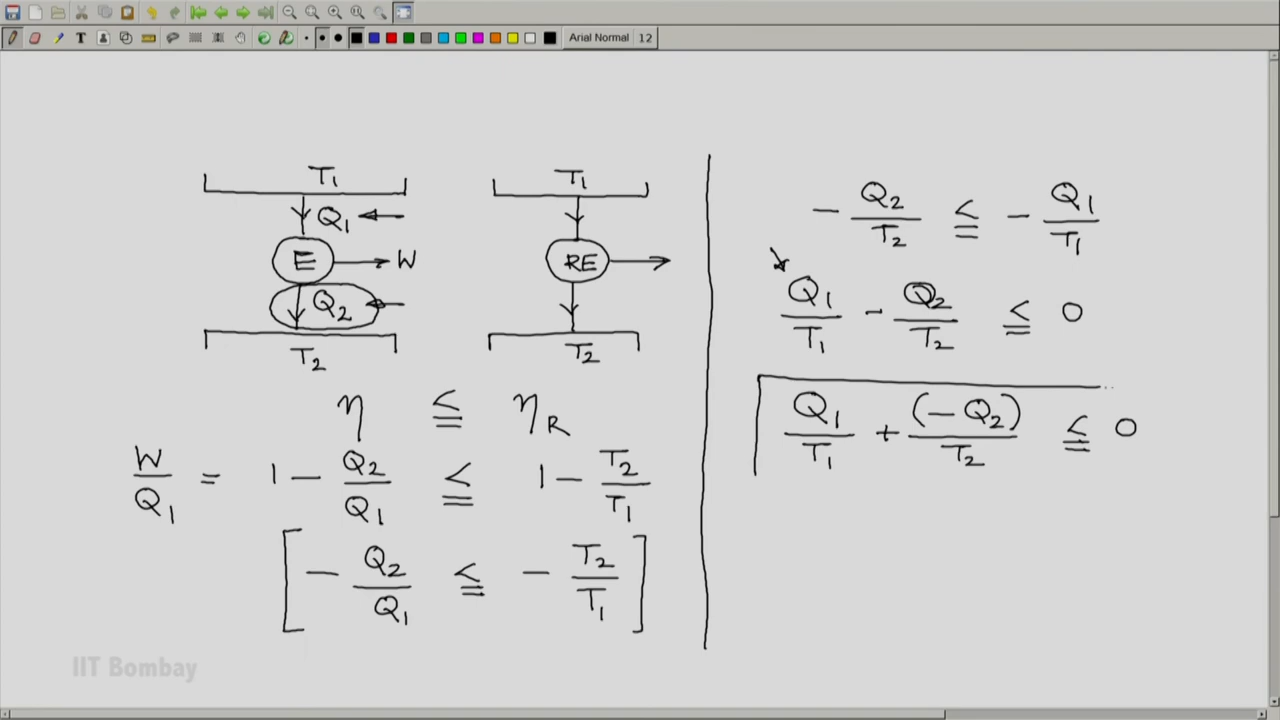 Arial Normal 12
T₁ T₁
Q₁
E W RE
Q₂
T₂ T₂
η ≦ η_R
W/Q₁ = 1 - Q₂/Q₁ ≦ 1 - T₂/T₁
[ - Q₂/Q₁ ≦ - T₂/T₁ ]
- Q₂/T₂ ≦ - Q₁/T₁
Q₁/T₁ - Q₂/T₂ ≦ 0
Q₁/T₁ + (-Q₂)/T₂ ≦ 0
IIT Bombay